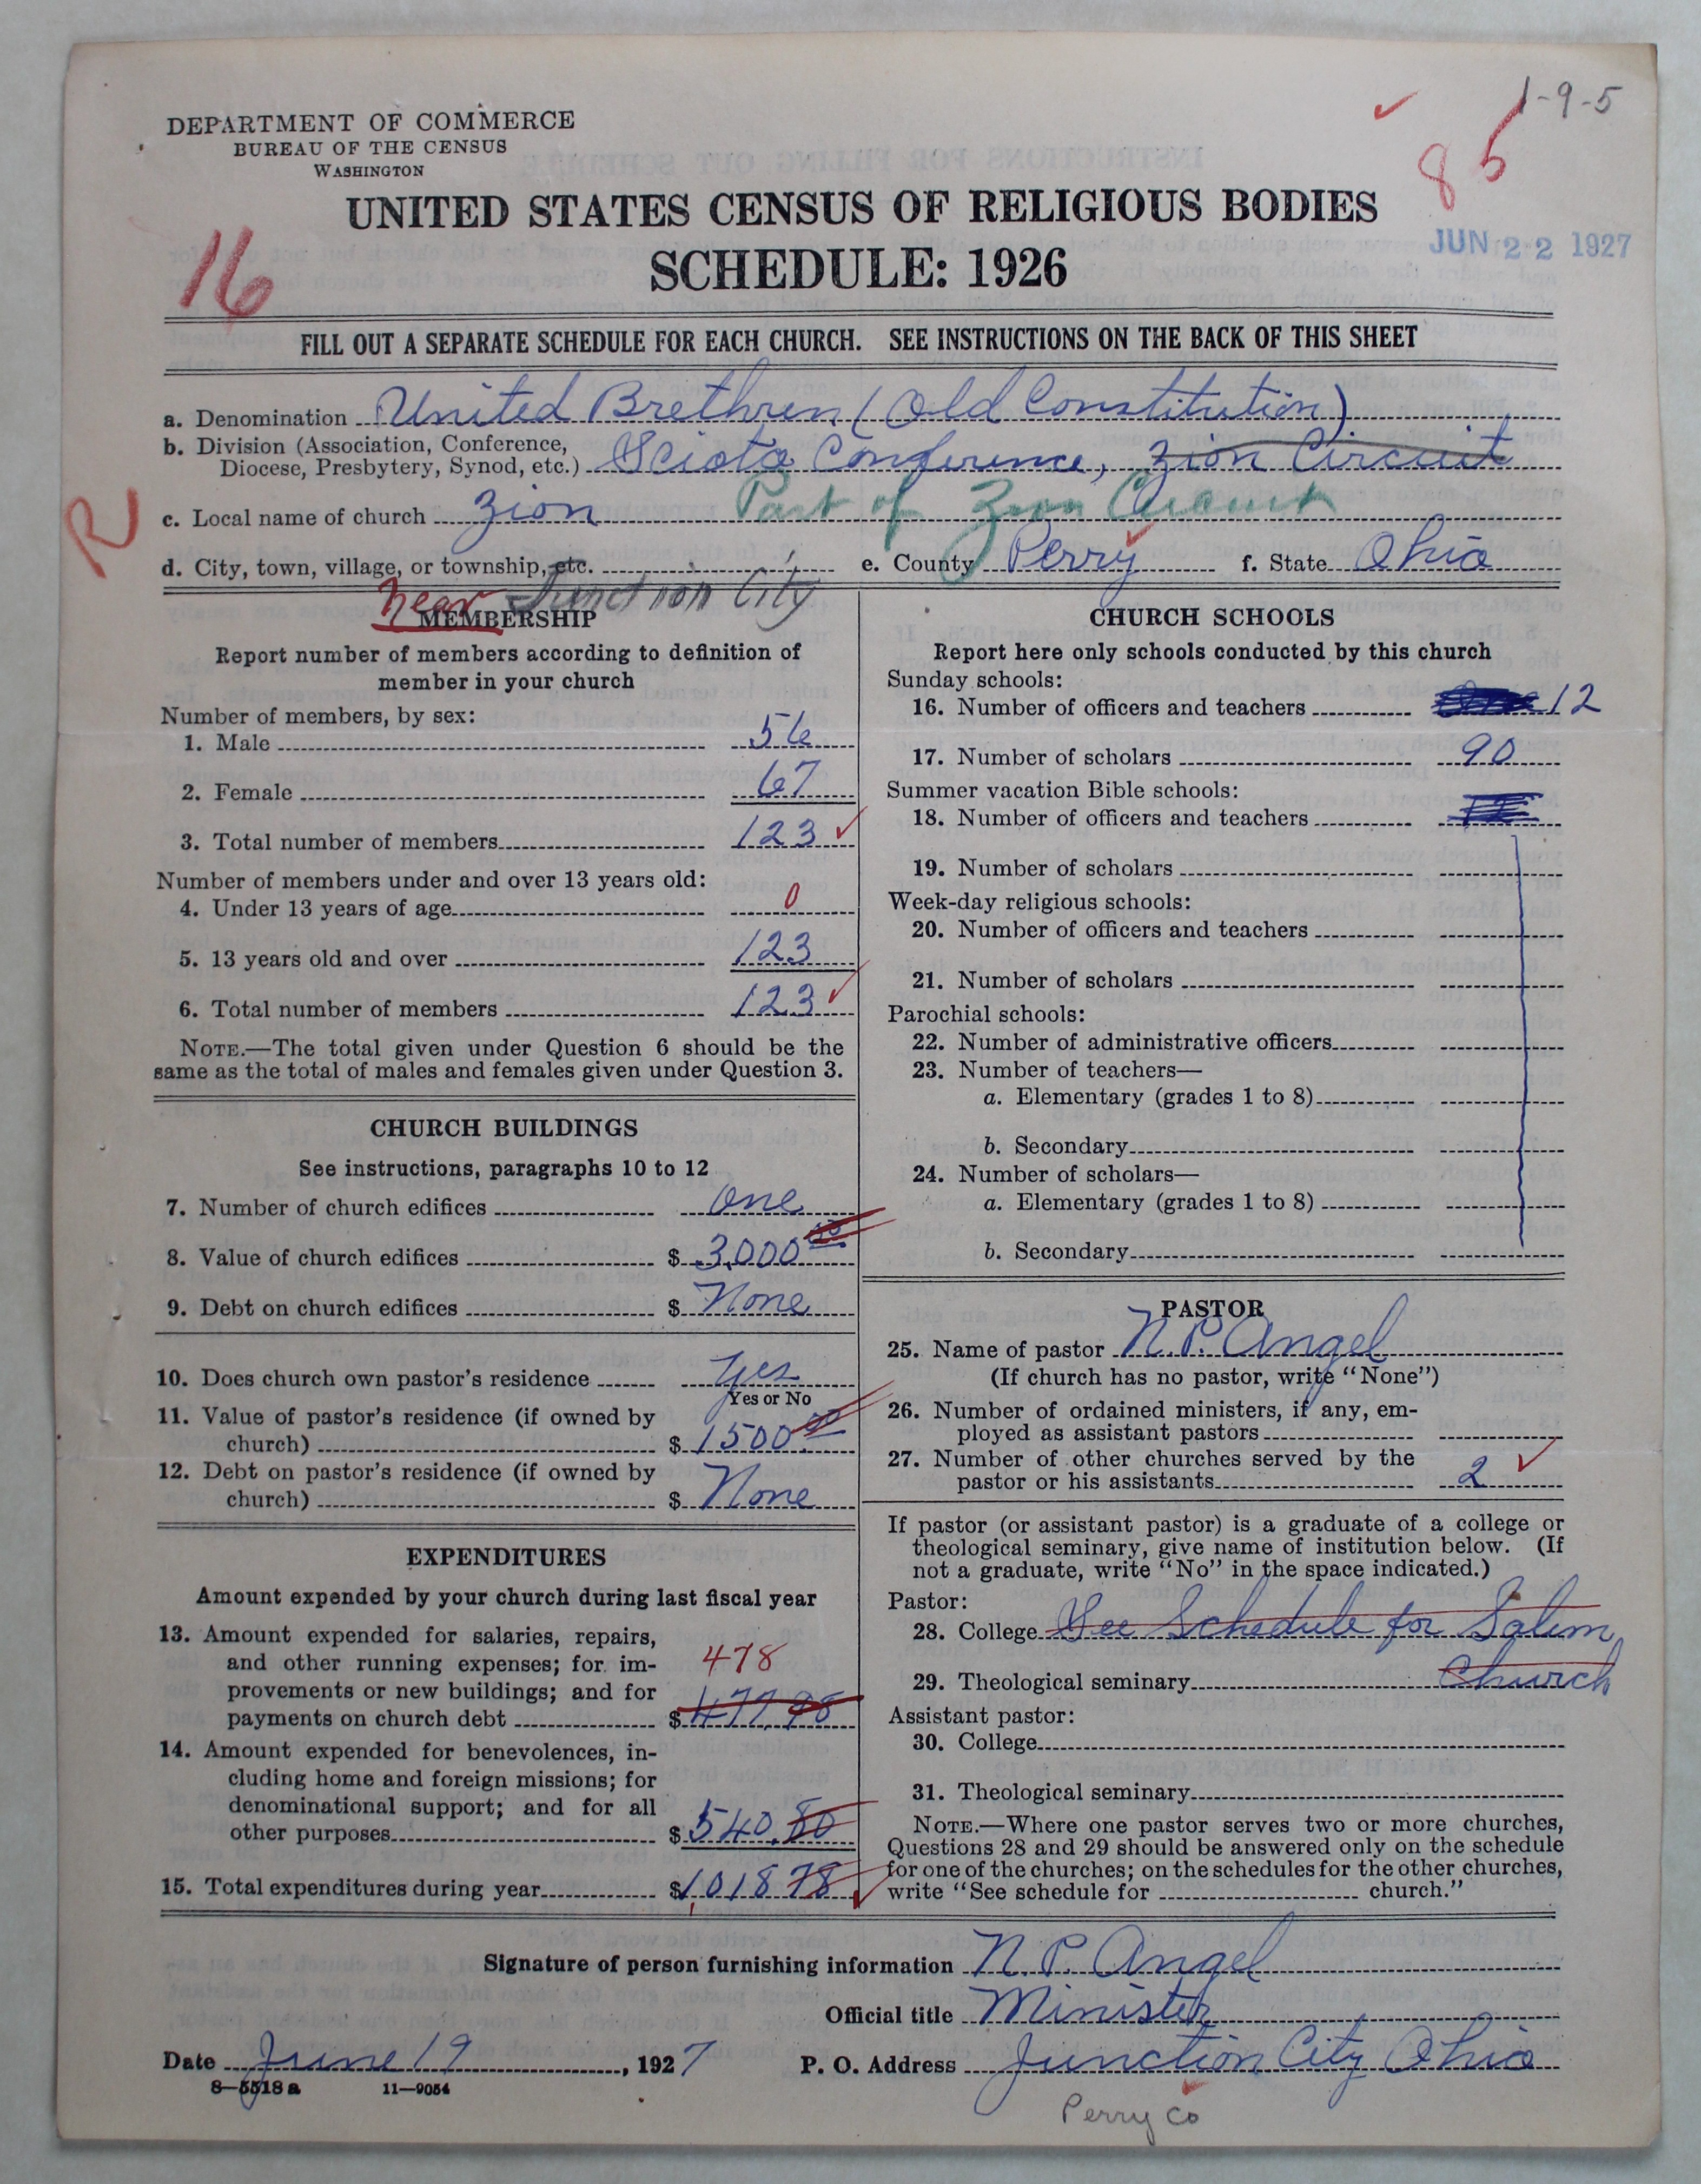 1-9-5
85
DEPARTMENT OF COMMERCE
BUREAU OF THE CENSUS
WASHINGTON
UNITED STATES CENSUS OF RELIGIOUS BODIES
SCHEDULE: 1926
JUN 22 1927
16
FILL OUT A SEPARATE SCHEDULE FOR EACH CHURCH. SEE INSTRUCTIONS ON THE BACK OF THIS SHEET
a. Denomination United Brethren (Old Constitution)
b. Division (Association, Conference,
Diocese, Presbytery, Synod, etc.) Scioto Conference, Zion Circuit
R
c. Local name of church Zion Part of Zion Circuit
d. City, town, village, or township, etc. e. County Perry f. State Ohio
near Junction City
MEMBERSHIP
Report number of members according to definition of
member in your church
Number of members, by sex:
1. Male 56
2. Female 67
3. Total number of members 123
Number of members under and over 13 years old:
4. Under 13 years of age 0
5. 13 years old and over 123
6. Total number of members 123
NOTE.—The total given under Question 6 should be the
same as the total of males and females given under Question 3.
CHURCH BUILDINGS
See instructions, paragraphs 10 to 12
7. Number of church edifices one
8. Value of church edifices $ 3,000 00
9. Debt on church edifices $ None
10. Does church own pastor's residence yes
Yes or No
11. Value of pastor's residence (if owned by
church) $ 1500.00
12. Debt on pastor's residence (if owned by
church) $ None
EXPENDITURES
Amount expended by your church during last fiscal year
13. Amount expended for salaries, repairs,
and other running expenses; for im- 478
provements or new buildings; and for
payments on church debt $ 477.98
14. Amount expended for benevolences, in-
cluding home and foreign missions; for
denominational support; and for all
other purposes $ 540.80
15. Total expenditures during year $ 1,018 78
CHURCH SCHOOLS
Report here only schools conducted by this church
Sunday schools:
16. Number of officers and teachers 12
17. Number of scholars 90
Summer vacation Bible schools:
18. Number of officers and teachers
19. Number of scholars
Week-day religious schools:
20. Number of officers and teachers
21. Number of scholars
Parochial schools:
22. Number of administrative officers
23. Number of teachers—
a. Elementary (grades 1 to 8)
b. Secondary
24. Number of scholars—
a. Elementary (grades 1 to 8)
b. Secondary
PASTOR
25. Name of pastor N. P. Angel
(If church has no pastor, write "None")
26. Number of ordained ministers, if any, em-
ployed as assistant pastors
27. Number of other churches served by the
pastor or his assistants 2
If pastor (or assistant pastor) is a graduate of a college or
theological seminary, give name of institution below. (If
not a graduate, write "No" in the space indicated.)
Pastor:
28. College See Schedule for Salem
29. Theological seminary Church
Assistant pastor:
30. College
31. Theological seminary
NOTE.—Where one pastor serves two or more churches,
Questions 28 and 29 should be answered only on the schedule
for one of the churches; on the schedules for the other churches,
write "See schedule for church."
Signature of person furnishing information N. P. Angel
Official title Minister
Date June 19, 1927 P. O. Address Junction City Ohio
8—5518 a 11—9054
Perry Co